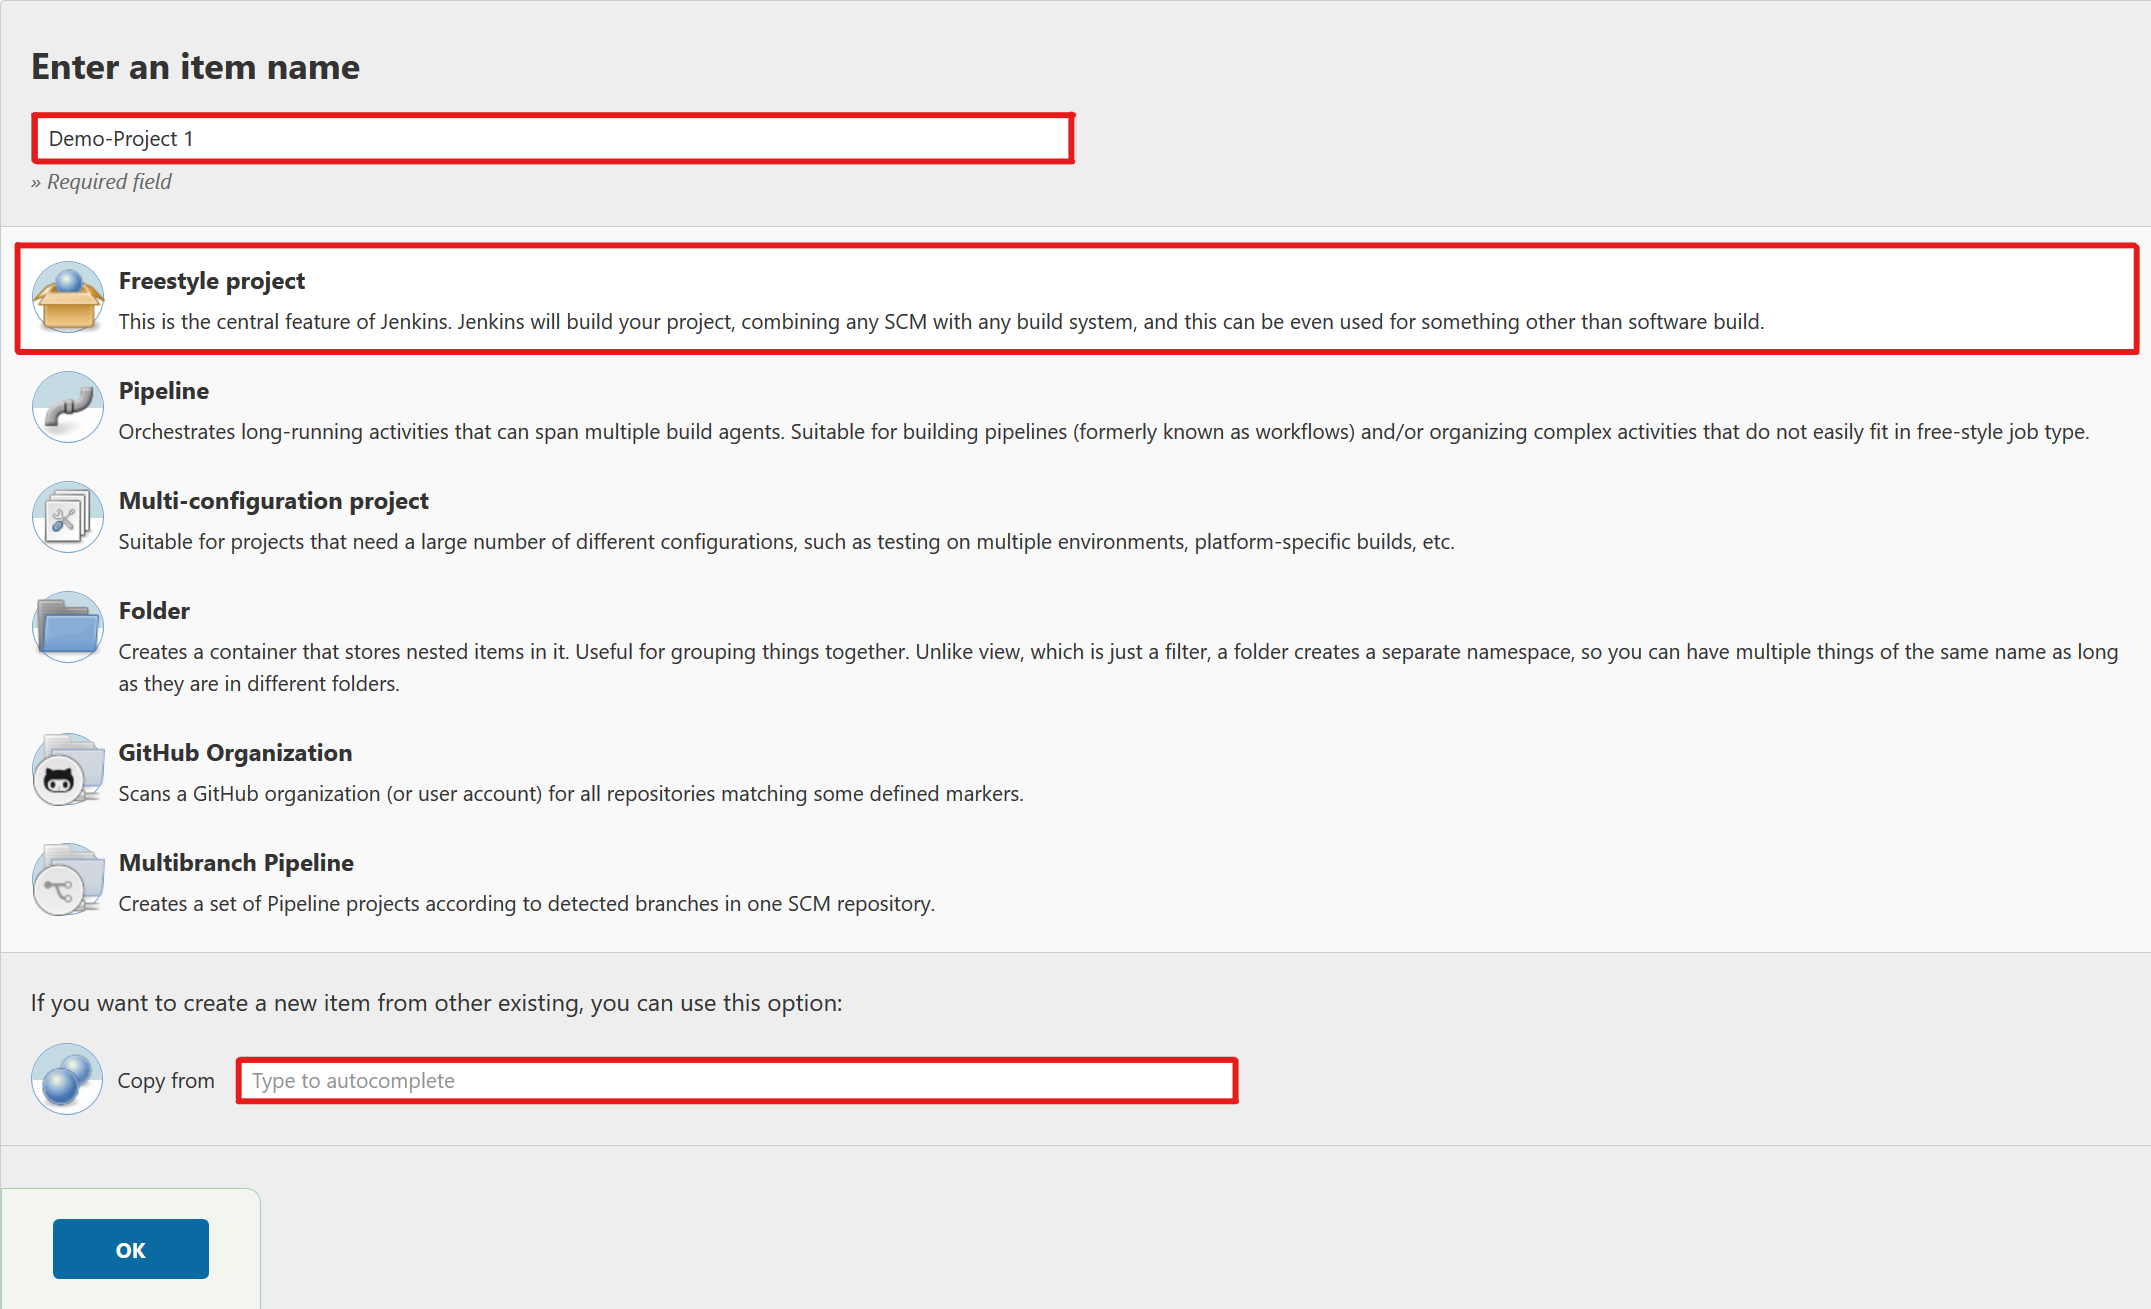 Enter an item name
Demo-Project 1
» Required field
Freestyle project
This is the central feature of Jenkins. Jenkins will build your project, combining any SCM with any build system, and this can be even used for something other than software build.
Pipeline
Orchestrates long-running activities that can span multiple build agents. Suitable for building pipelines (formerly known as workflows) and/or organizing complex activities that do not easily fit in free-style job type.
Multi-configuration project
Suitable for projects that need a large number of different configurations, such as testing on multiple environments, platform-specific builds, etc.
Folder
Creates a container that stores nested items in it. Useful for grouping things together. Unlike view, which is just a filter, a folder creates a separate namespace, so you can have multiple things of the same name as long
as they are in different folders.
GitHub Organization
Scans a GitHub organization (or user account) for all repositories matching some defined markers.
Multibranch Pipeline
Creates a set of Pipeline projects according to detected branches in one SCM repository.
If you want to create a new item from other existing, you can use this option:
Copy from
Type to autocomplete
OK